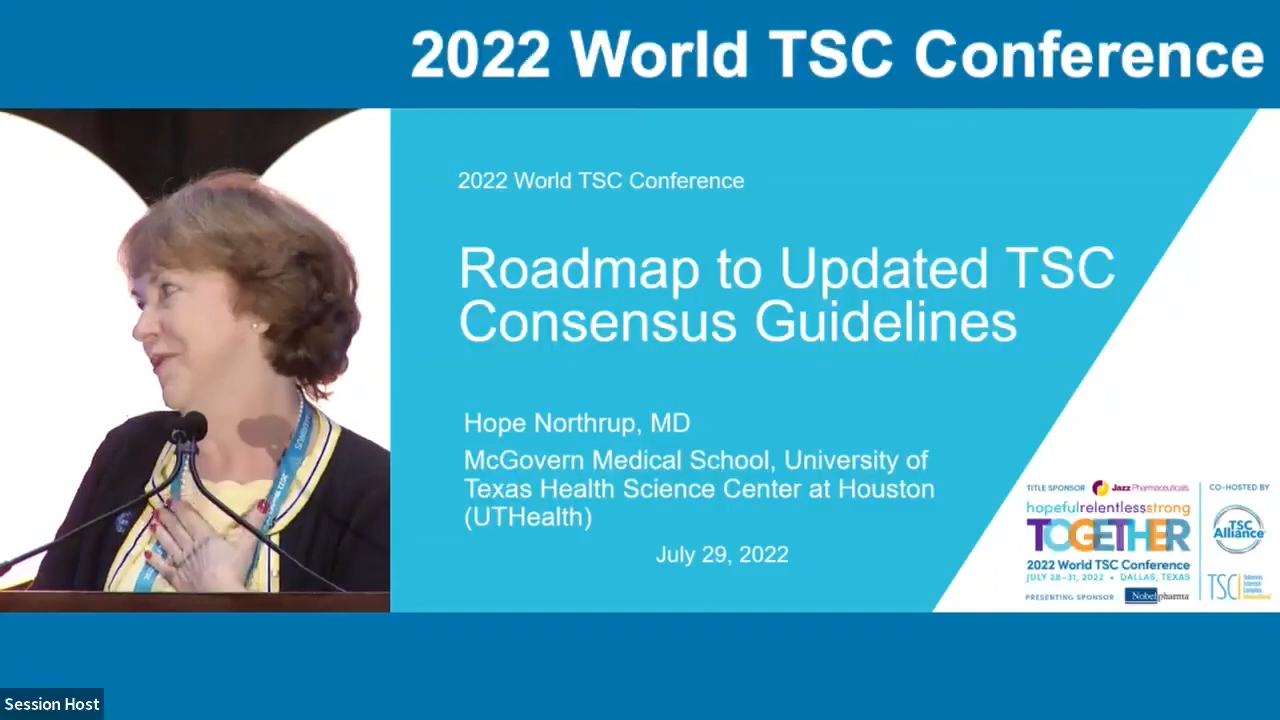 2022 World TSC Conference
2022 World TSC Conference
Roadmap to Updated TSC
Consensus Guidelines
Hope Northrup, MD
McGovern Medical School, University of
Texas Health Science Center at Houston
(UTHealth)
July 29, 2022
TITLE SPONSOR Jazz Pharmaceuticals
CO-HOSTED BY
hopefulrelentlessstrong
TOGETHER
2022 World TSC Conference
JULY 28-31, 2022 • DALLAS, TEXAS
PRESENTING SPONSOR Nobelpharma
TSC
Alliance
TSCi
Session Host